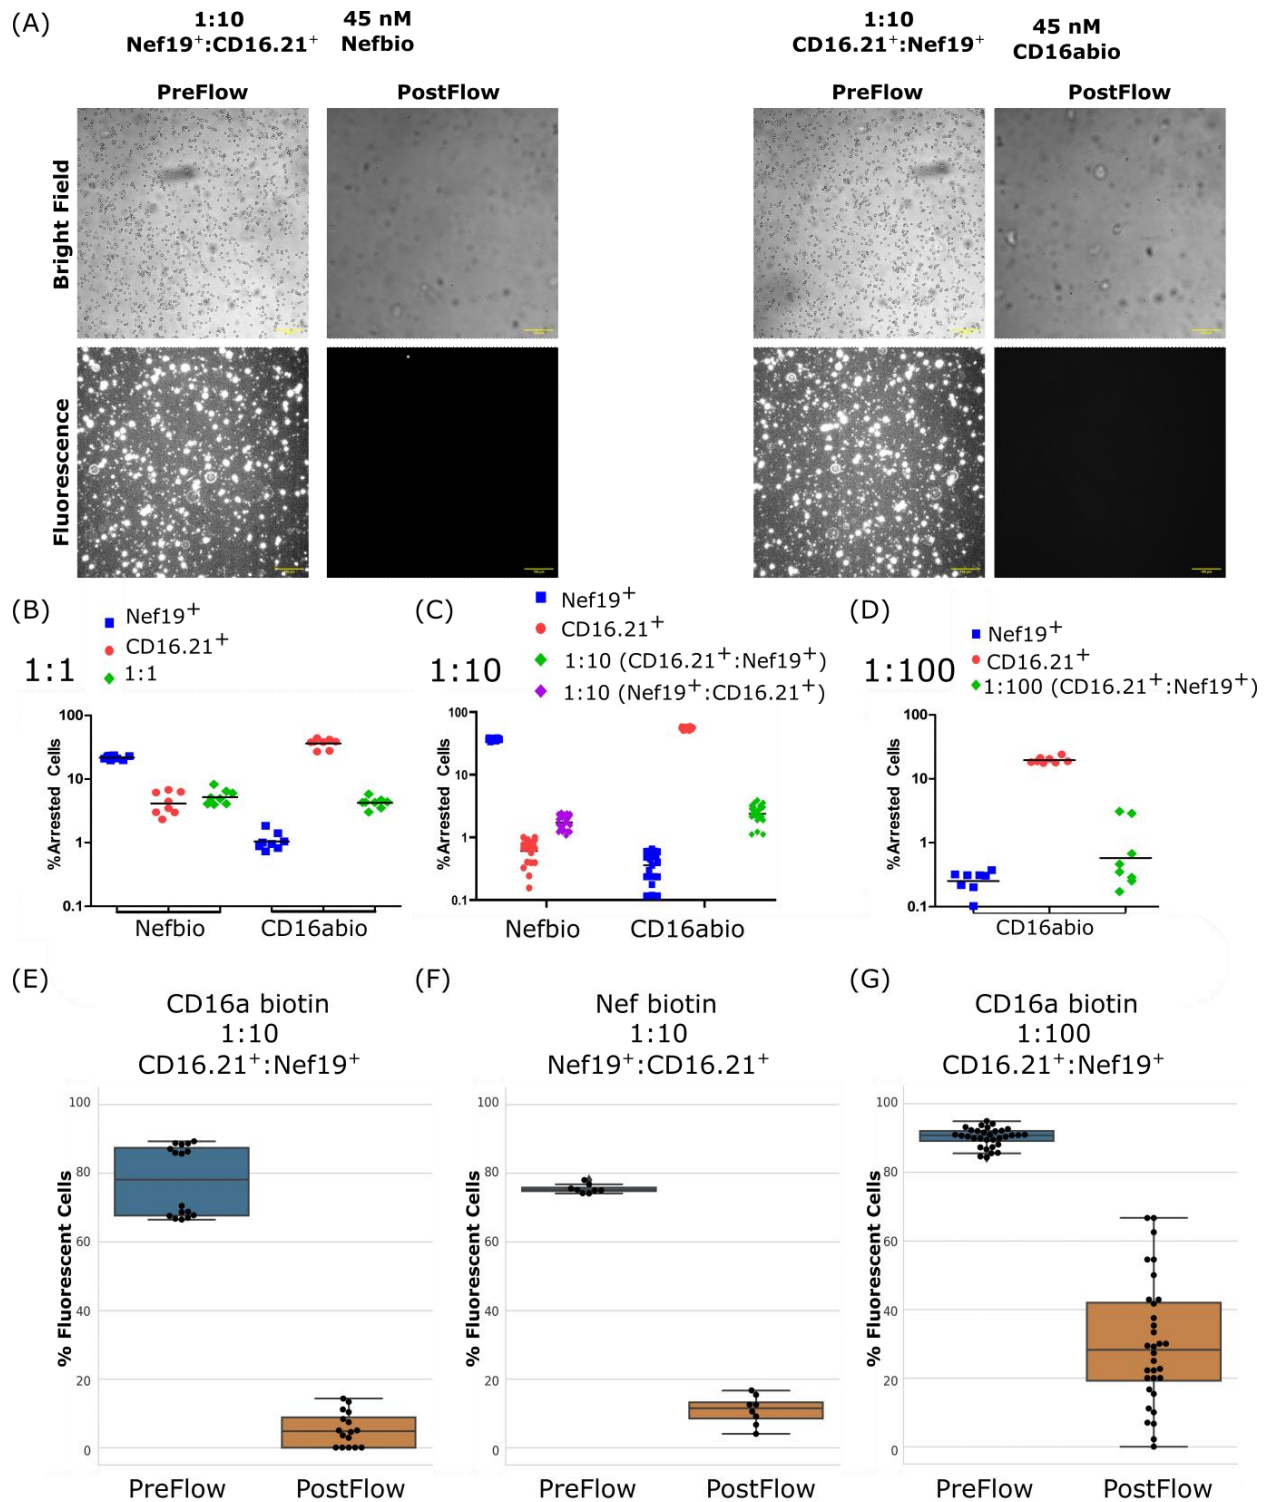 (A)
1:10
Nef19⁺:CD16.21⁺
45 nM
Nefbio
1:10
CD16.21⁺:Nef19⁺
45 nM
CD16abio
PreFlow
PostFlow
PreFlow
PostFlow
Bright Field
Fluorescence
(B)
Nef19⁺
CD16.21⁺
1:1
1:1
%Arrested Cells
100
10
1
0.1
Nefbio
CD16abio
(C)
Nef19⁺
CD16.21⁺
1:10 (CD16.21⁺:Nef19⁺)
1:10 (Nef19⁺:CD16.21⁺)
1:10
%Arrested Cells
100
10
1
0.1
Nefbio
CD16abio
(D)
Nef19⁺
CD16.21⁺
1:100 (CD16.21⁺:Nef19⁺)
1:100
%Arrested Cells
100
10
1
0.1
CD16abio
(E)
CD16a biotin
1:10
CD16.21⁺:Nef19⁺
% Fluorescent Cells
100
80
60
40
20
0
PreFlow
PostFlow
(F)
Nef biotin
1:10
Nef19⁺:CD16.21⁺
% Fluorescent Cells
100
80
60
40
20
0
PreFlow
PostFlow
(G)
CD16a biotin
1:100
CD16.21⁺:Nef19⁺
% Fluorescent Cells
100
80
60
40
20
0
PreFlow
PostFlow